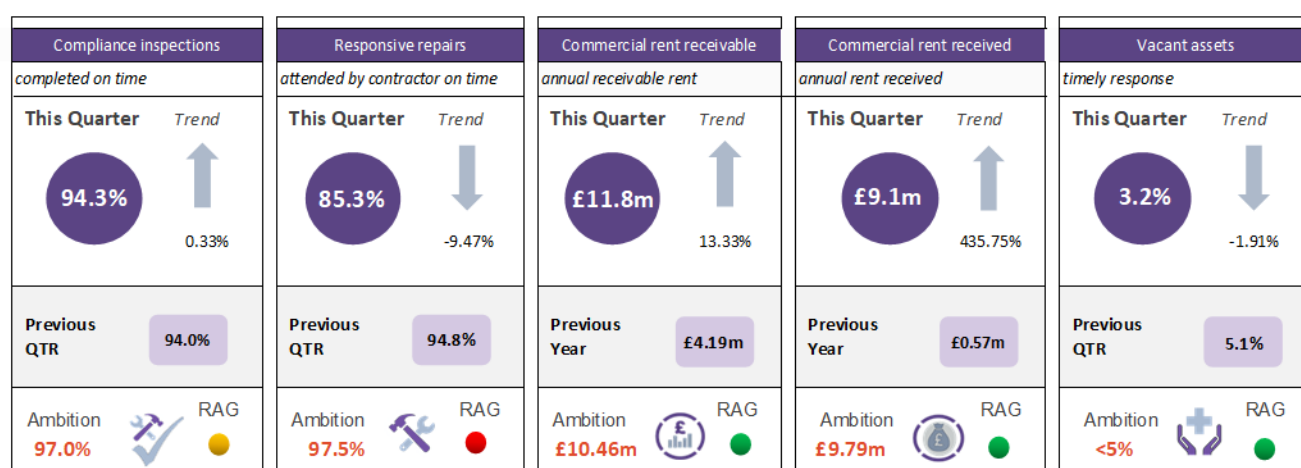 Compliance inspections
completed on time
This Quarter Trend
94.3%
0.33%
Previous
QTR
94.0%
Ambition RAG
97.0%
Responsive repairs
attended by contractor on time
This Quarter Trend
85.3%
-9.47%
Previous
QTR
94.8%
Ambition RAG
97.5%
Commercial rent receivable
annual receivable rent
This Quarter Trend
£11.8m
13.33%
Previous
Year
£4.19m
Ambition RAG
£10.46m
£
Commercial rent received
annual rent received
This Quarter Trend
£9.1m
435.75%
Previous
Year
£0.57m
Ambition RAG
£9.79m
£
Vacant assets
timely response
This Quarter Trend
3.2%
-1.91%
Previous
QTR
5.1%
Ambition RAG
<5%